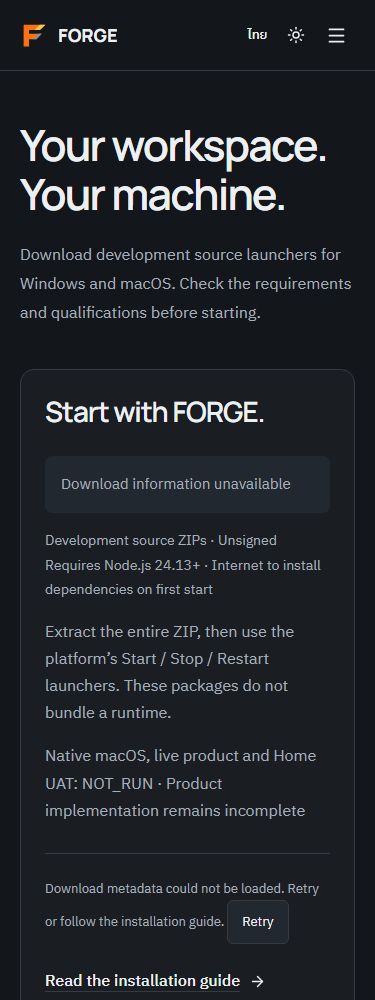 FORGE
ไทย
Your workspace.
Your machine.
Download development source launchers for
Windows and macOS. Check the requirements
and qualifications before starting.
Start with FORGE.
Download information unavailable
Development source ZIPs · Unsigned
Requires Node.js 24.13+ · Internet to install
dependencies on first start
Extract the entire ZIP, then use the
platform’s Start / Stop / Restart
launchers. These packages do not
bundle a runtime.
Native macOS, live product and Home
UAT: NOT_RUN · Product
implementation remains incomplete
Download metadata could not be loaded. Retry
or follow the installation guide. Retry
Read the installation guide →